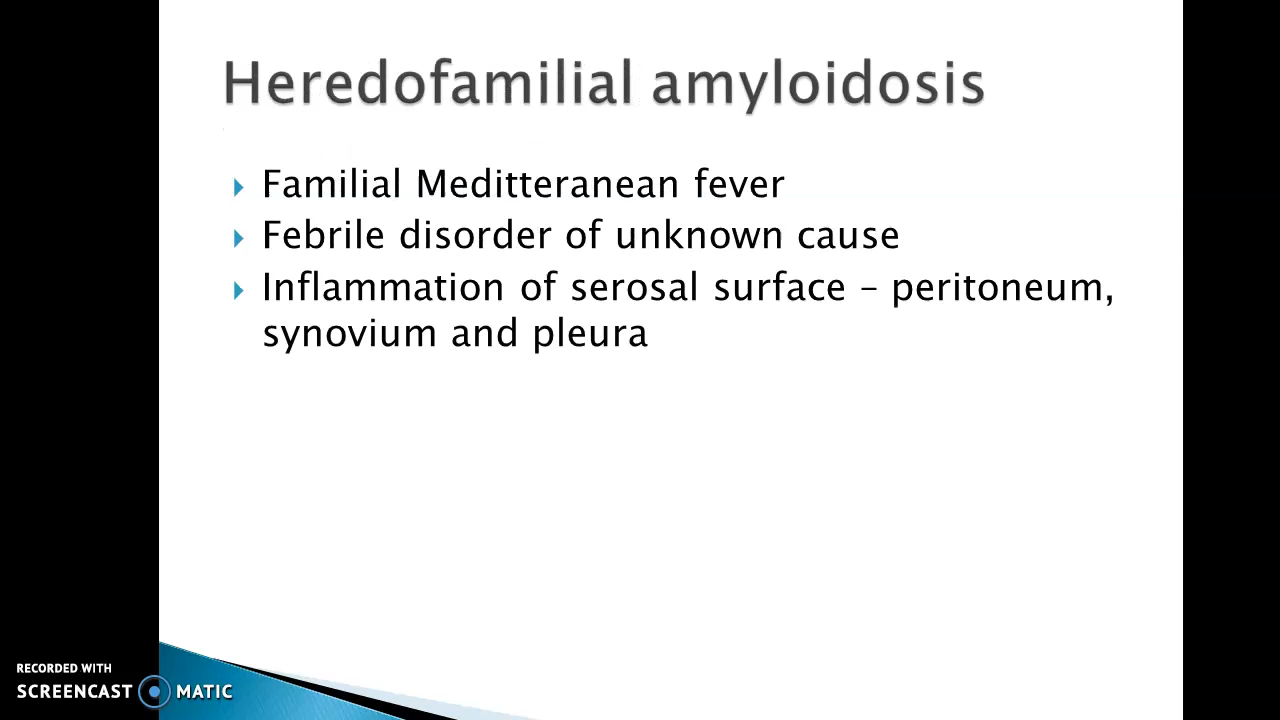 Heredofamilial amyloidosis
Familial Meditteranean fever
Febrile disorder of unknown cause
Inflammation of serosal surface – peritoneum,
synovium and pleura
RECORDED WITH
SCREENCAST MATIC